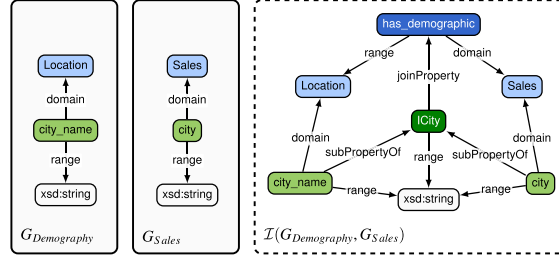 Location
domain
city_name
range
xsd:string
G_Demography
Sales
domain
city
range
xsd:string
G_Sales
has_demographic
range
domain
joinProperty
Location
Sales
ICity
domain
domain
subPropertyOf
range
subPropertyOf
city_name
city
range
range
xsd:string
ℐ(G_Demography, G_Sales)